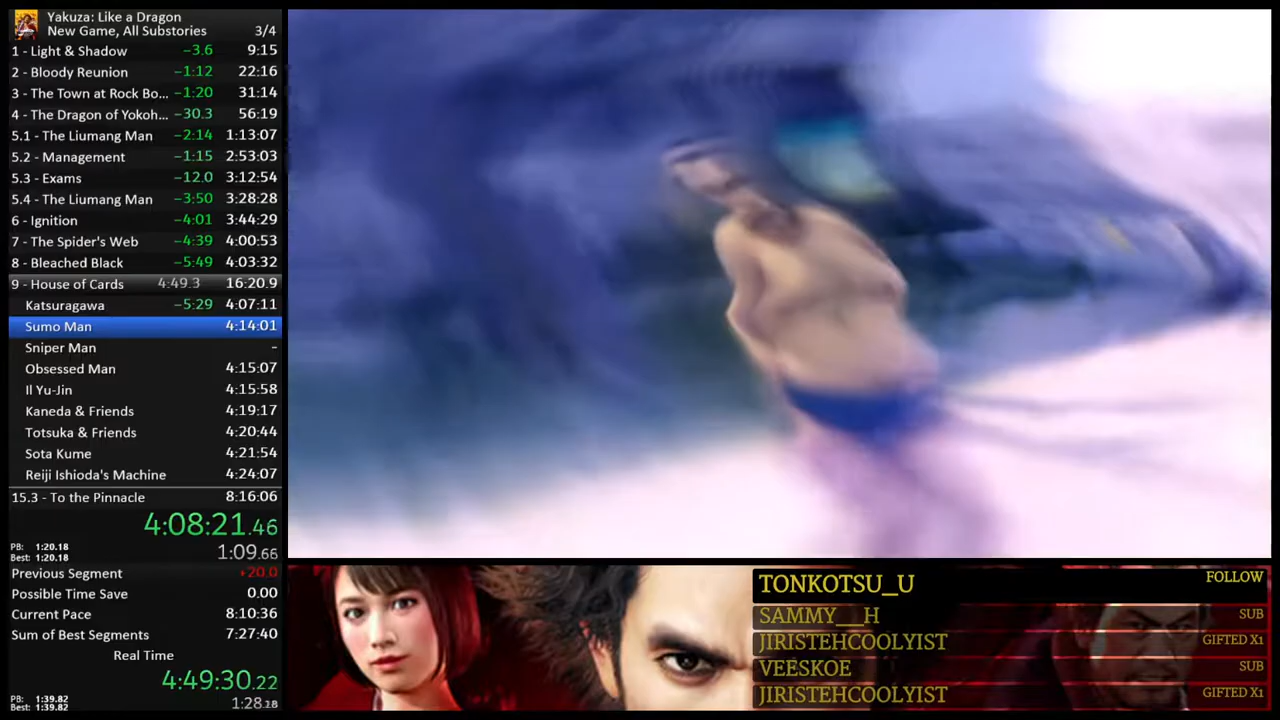 Yakuza: Like a Dragon
New Game, All Substories 3/4
1 - Light & Shadow −3.6 9:15
2 - Bloody Reunion −1:12 22:16
3 - The Town at Rock Bo... −1:20 31:14
4 - The Dragon of Yokoh... −30.3 56:19
5.1 - The Liumang Man −2:14 1:13:07
5.2 - Management −1:15 2:53:03
5.3 - Exams −12.0 3:12:54
5.4 - The Liumang Man −3:50 3:28:28
6 - Ignition −4:01 3:44:29
7 - The Spider's Web −4:39 4:00:53
8 - Bleached Black −5:49 4:03:32
9 - House of Cards 4:49.3 16:20.9
Katsuragawa −5:29 4:07:11
Sumo Man 4:14:01
Sniper Man -
Obsessed Man 4:15:07
Il Yu-Jin 4:15:58
Kaneda & Friends 4:19:17
Totsuka & Friends 4:20:44
Sota Kume 4:21:54
Reiji Ishioda's Machine 4:24:07
15.3 - To the Pinnacle 8:16:06
4:08:21.46
PB: 1:20.18
Best: 1:20.18
1:09.66
Previous Segment +20.0
Possible Time Save 0.00
Current Pace 8:10:36
Sum of Best Segments 7:27:40
Real Time
4:49:30.22
PB: 1:39.82
Best: 1:39.82
1:28.18
TONKOTSU_U FOLLOW
SAMMY__H SUB
JIRISTEHCOOLYIST GIFTED X1
VEESKOE SUB
JIRISTEHCOOLYIST GIFTED X1